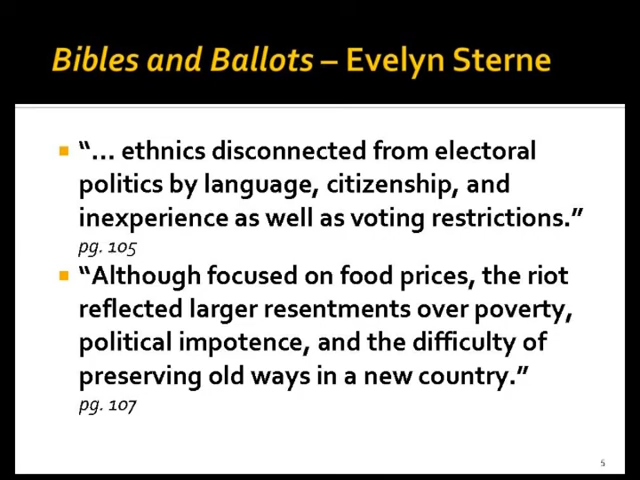 Bibles and Ballots – Evelyn Sterne
“... ethnics disconnected from electoral
politics by language, citizenship, and
inexperience as well as voting restrictions.”
pg. 105
“Although focused on food prices, the riot
reflected larger resentments over poverty,
political impotence, and the difficulty of
preserving old ways in a new country.”
pg. 107
5